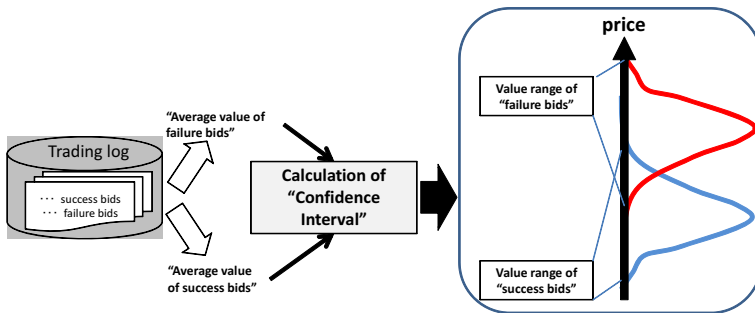 price
Value range of
"failure bids"
"Average value of
failure bids"
Trading log
··· success bids
··· failure bids
Calculation of
"Confidence
Interval"
"Average value
of success bids"
Value range of
"success bids"